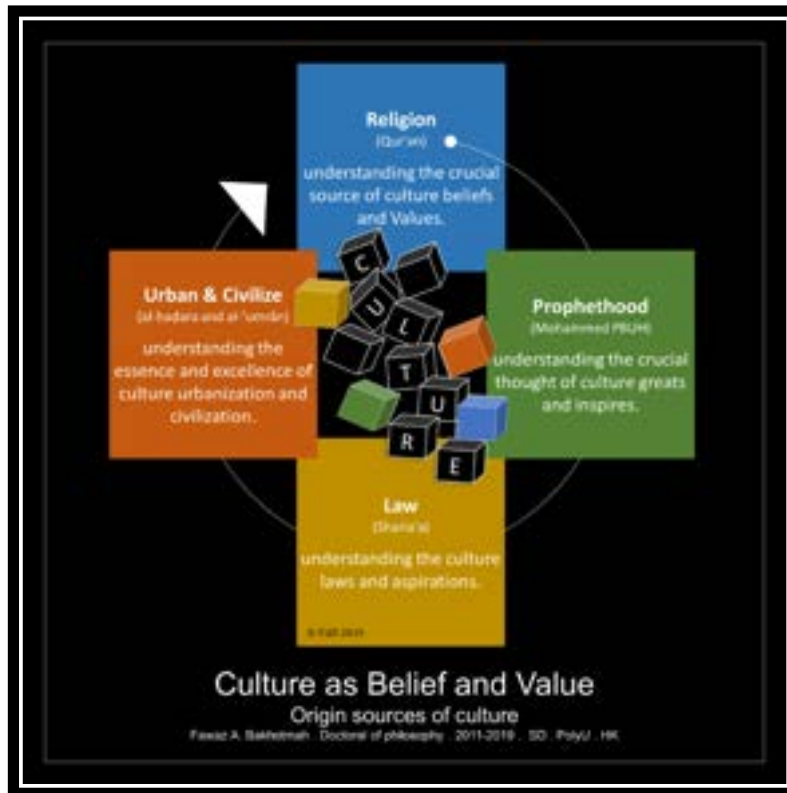 Religion
(Qur'an)
understanding the crucial
source of culture beliefs
and Values.
Urban & Civilize
(al-hadara and al-'umrān)
understanding the
essence and excellence of
culture urbanization and
civilization.
Prophethood
(Mohammed PBUH)
understanding the crucial
thought of culture greats
and inspires.
C
U
L
T
U
R
E
Law
(Sharia'a)
understanding the culture
laws and aspirations.
Culture as Belief and Value
Origin sources of culture
Fawaz A. Bakhotmah . Doctoral of philosophy . 2011-2019 . SD . PolyU . HK